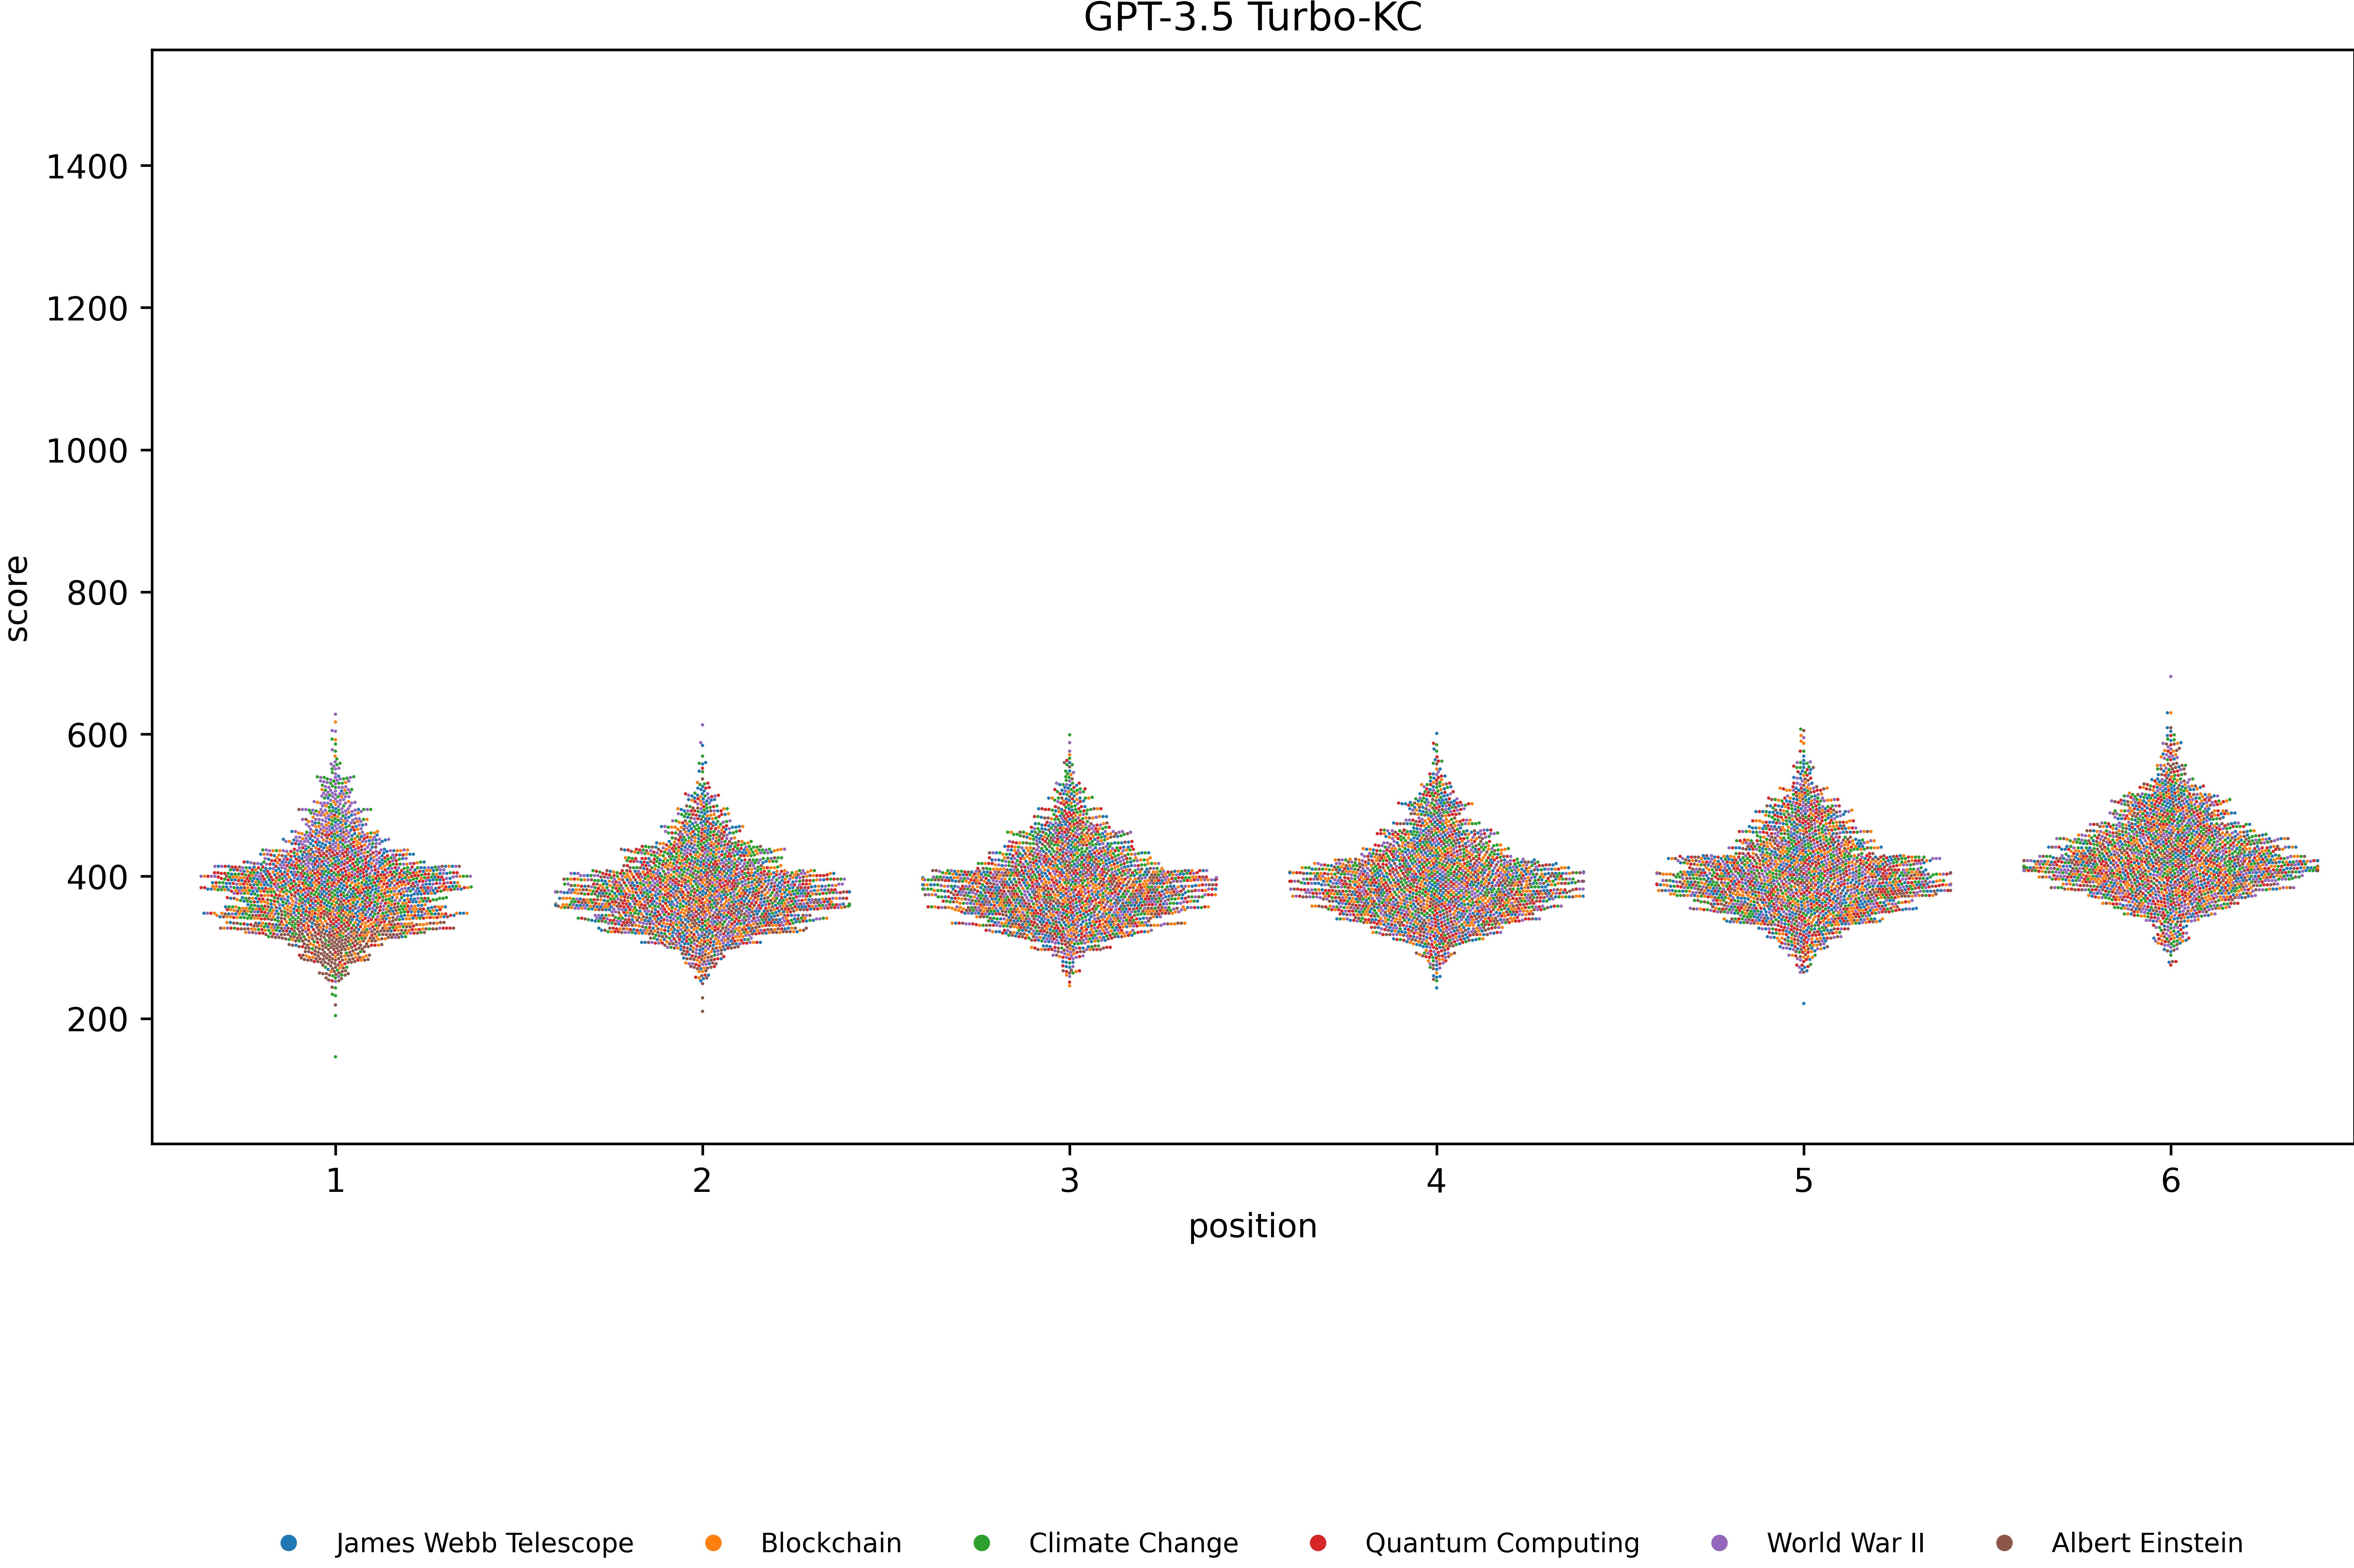 GPT-3.5 Turbo-KC
1400
1200
1000
800
600
400
200
score
1 2 3 4 5 6
position
James Webb Telescope Blockchain Climate Change Quantum Computing World War II Albert Einstein